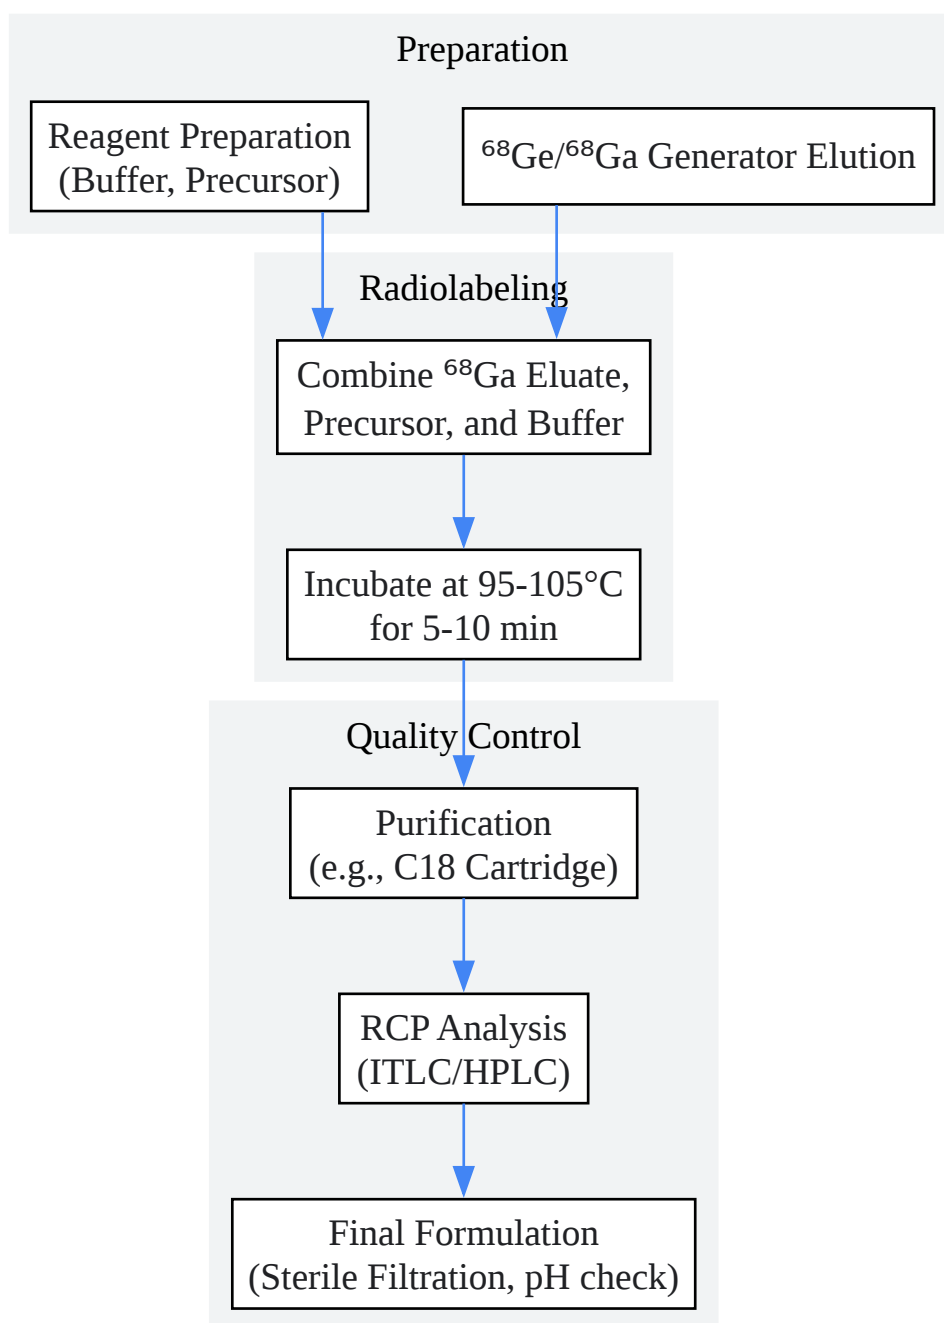 Preparation
Reagent Preparation
(Buffer, Precursor)
⁶⁸Ge/⁶⁸Ga Generator Elution
Radiolabeling
Combine ⁶⁸Ga Eluate,
Precursor, and Buffer
Incubate at 95-105°C
for 5-10 min
Quality Control
Purification
(e.g., C18 Cartridge)
RCP Analysis
(ITLC/HPLC)
Final Formulation
(Sterile Filtration, pH check)